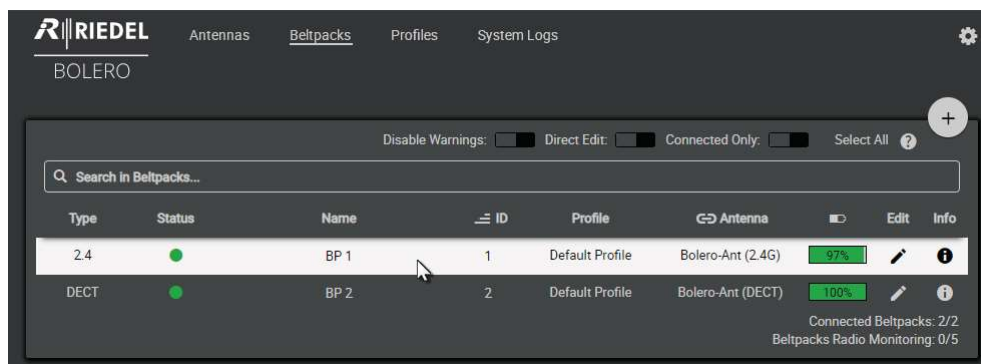 RIEDEL Antennas Beltpacks Profiles System Logs
BOLERO
+
Disable Warnings: Direct Edit: Connected Only: Select All ?
Search in Beltpacks...
Type Status Name ID Profile Antenna Edit Info
2.4 BP 1 1 Default Profile Bolero-Ant (2.4G) 97%
DECT BP 2 2 Default Profile Bolero-Ant (DECT) 100%
Connected Beltpacks: 2/2
Beltpacks Radio Monitoring: 0/5